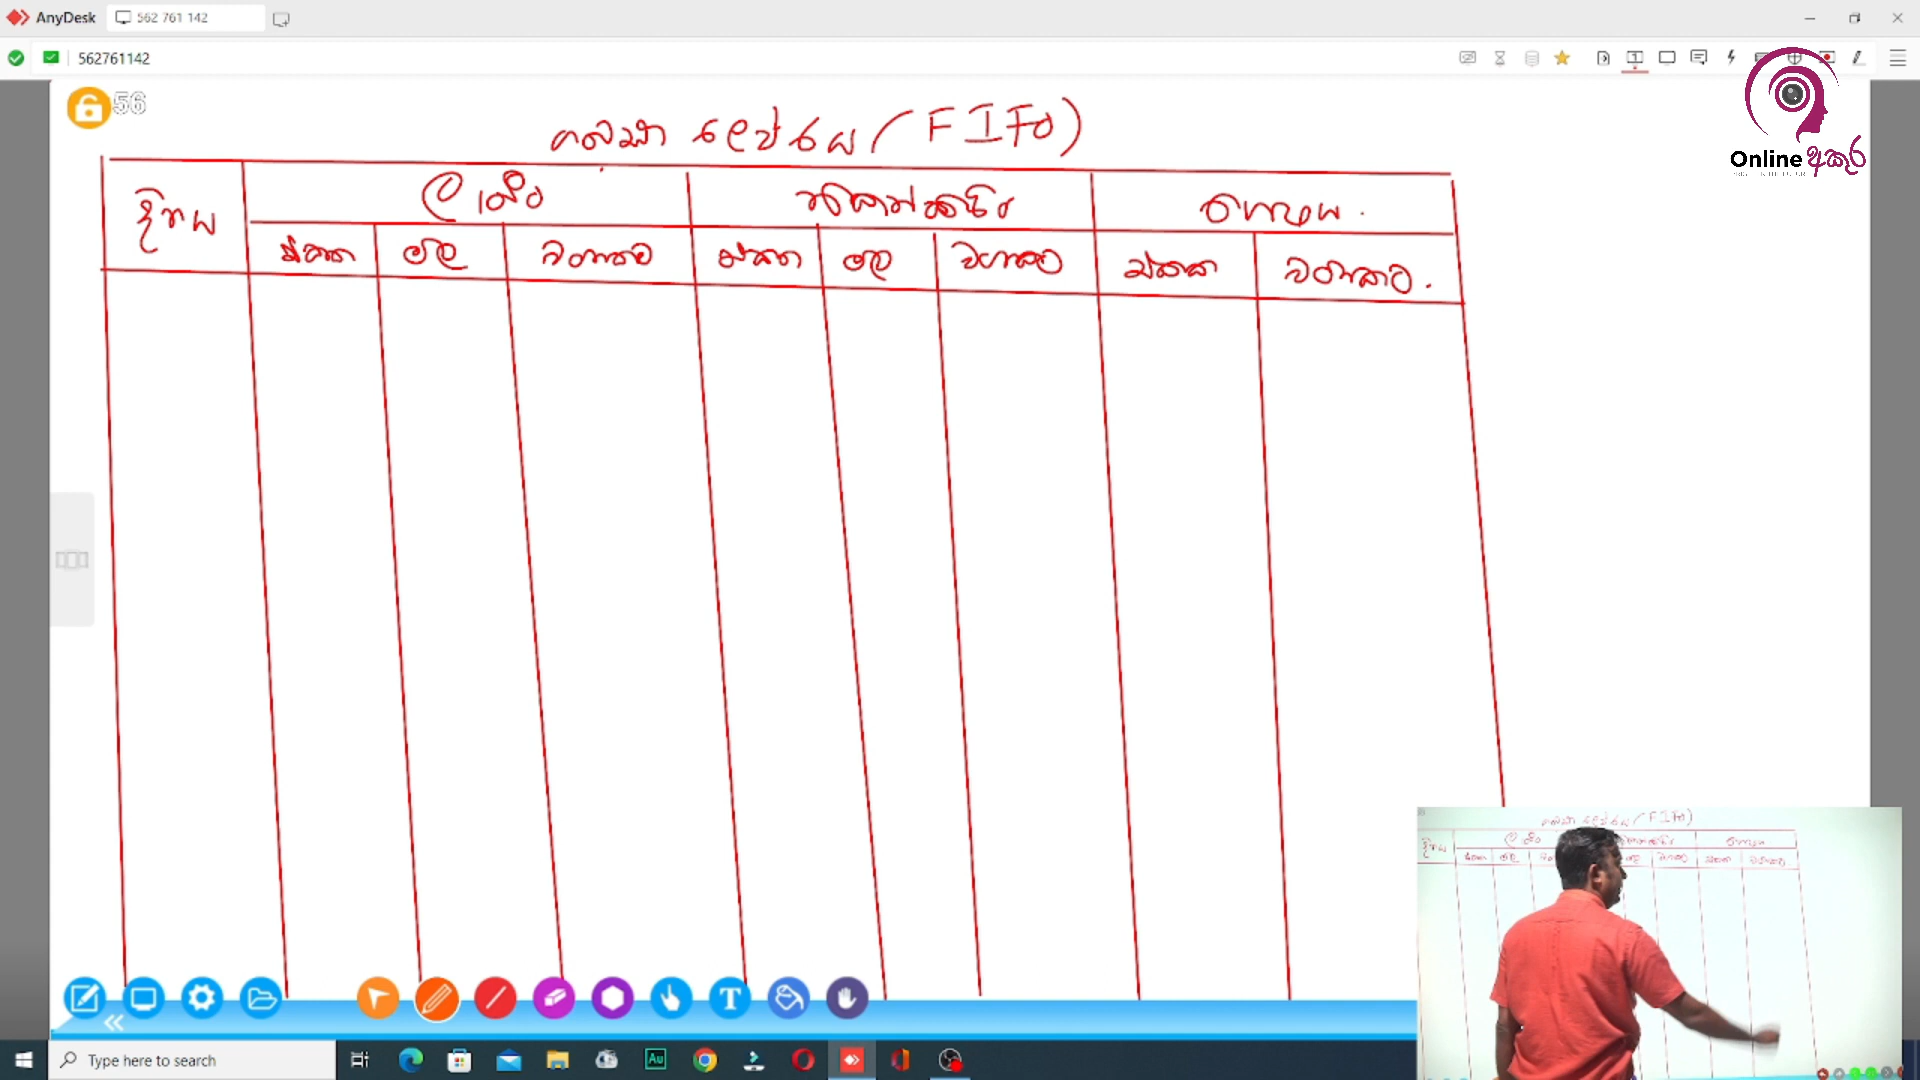 AnyDesk
562 761 142
562761142
56
Online අකුර
ගබඩා ලෙජරය (FIFO)
දිනය
ලැබීම්
නිකුත් කිරීම්
ශේෂය
ඒකක
මිල
වටිනාකම
ඒකක
මිල
වටිනාකම
ඒකක
වටිනාකම
Type here to search